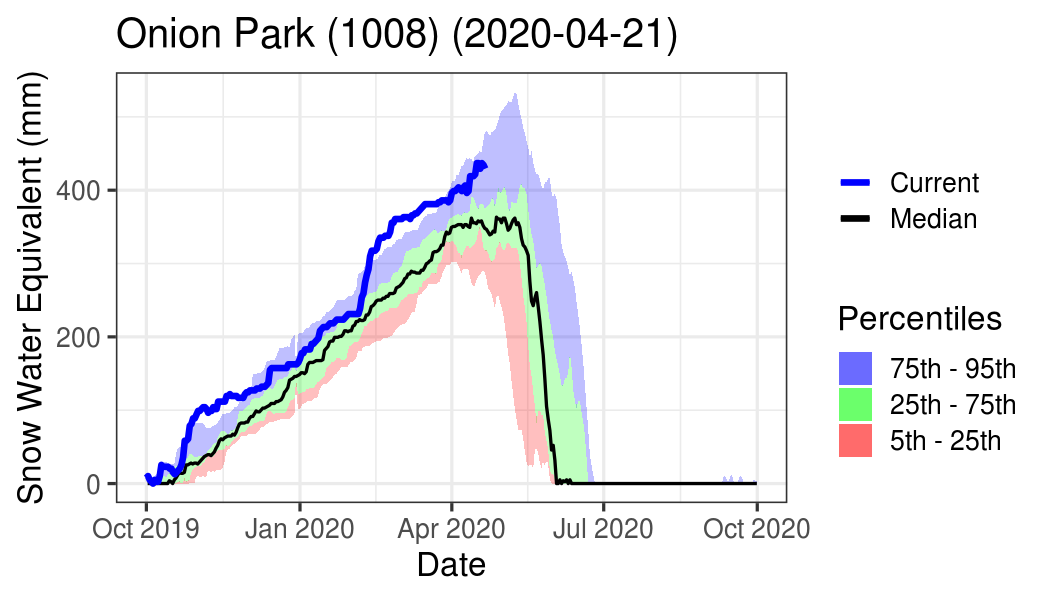 Onion Park (1008) (2020-04-21)
Snow Water Equivalent (mm)
400
200
0
Oct 2019
Jan 2020
Apr 2020
Jul 2020
Oct 2020
Date
Current
Median
Percentiles
75th - 95th
25th - 75th
5th - 25th